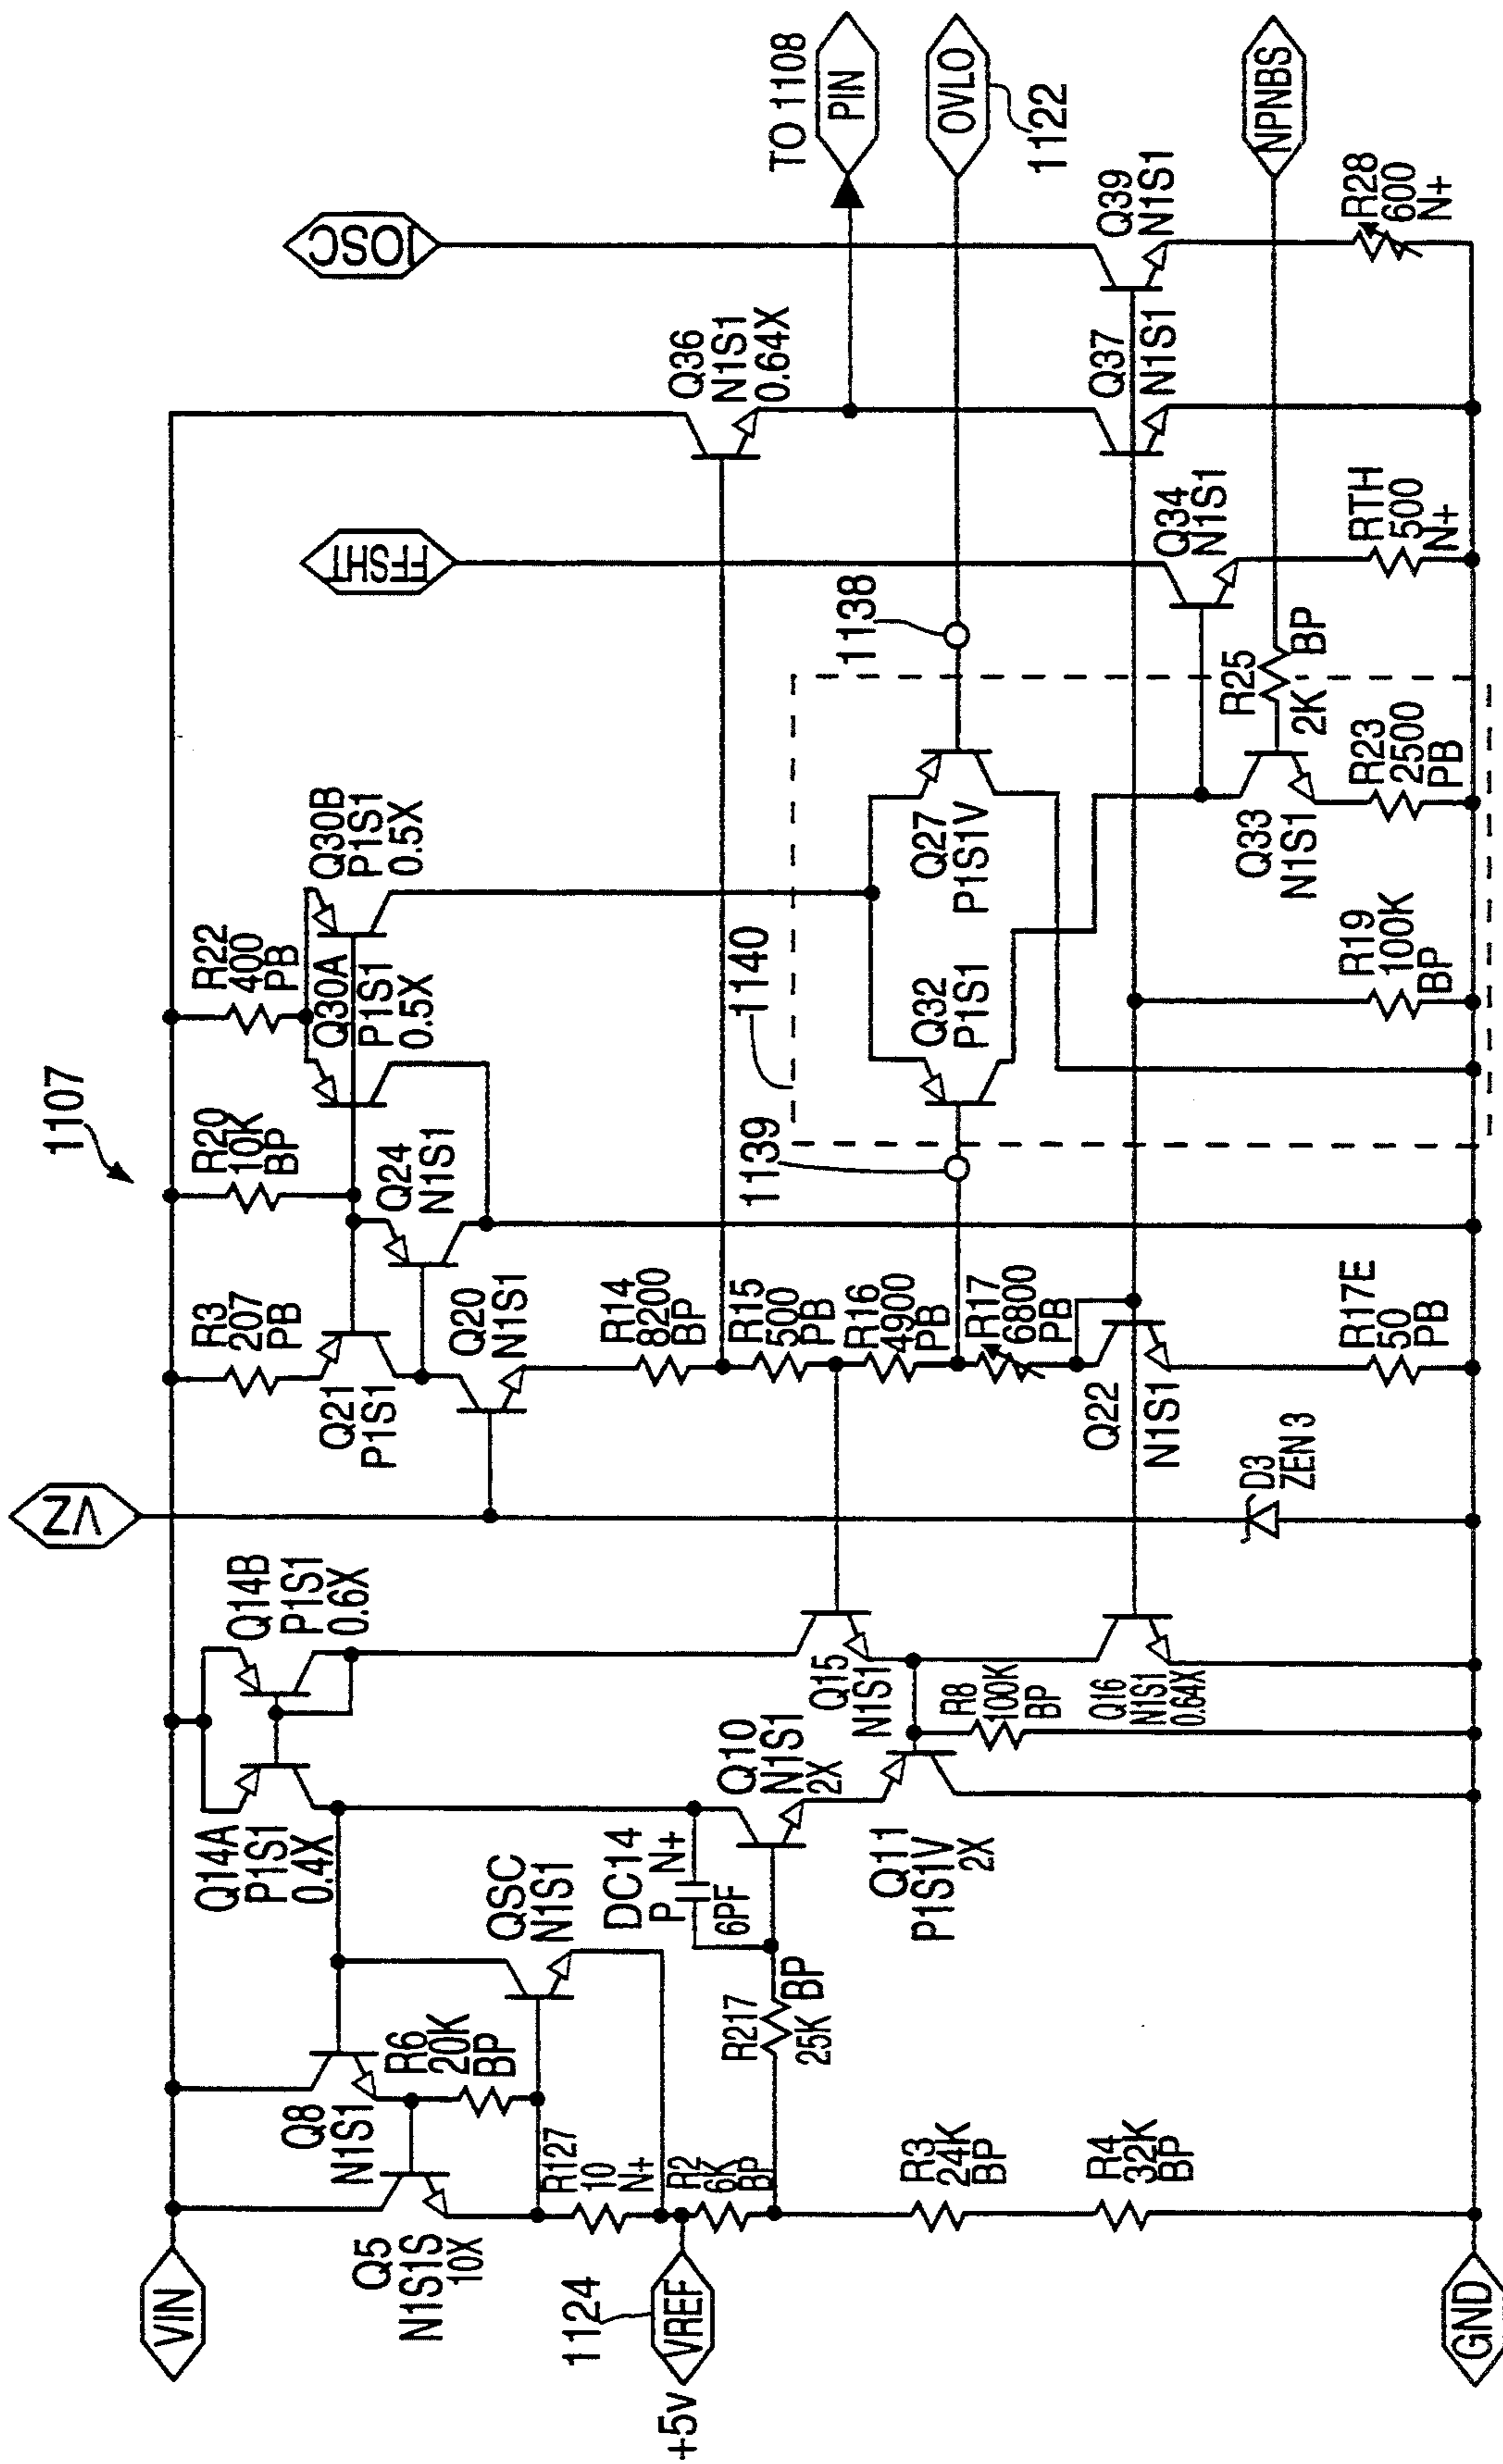 1107
VIN
Q5
N1S1S
10X
Q8
N1S1
R6
20K
BP
R127
10
N+
QSC
N1S1
Q14A
P1S1
0.4X
Q14B
P1S1
0.6X
1124
+5v
VREF
R2
6K
BP
DC14
P N+
6PF
R217
25K
BP
Q10
N1S1
2X
Q11
P1S1V
2X
R3
24K
BP
R4
32K
BP
Q15
N1S1
R8
100K
BP
Q16
N1S1
0.64X
GND
VZ
D3
ZEN 3
R3
207
PB
Q21
P1S1
R20
10K
BP
Q24
N1S1
Q20
N1S1
R22
400
PB
Q30A
P1S1
0.5X
Q30B
P1S1
0.5X
R14
8200
BP
R15
500
PB
R16
4900
PB
R17
6800
PB
Q22
N1S1
R17E
50
PB
1139
1140
Q32
P1S1
Q27
P1S1V
1138
R19
100K
BP
Q33
N1S1
R23
2500
PB
R25
2K
BP
FFSHT
Q34
N1S1
RTH
500
N+
Q36
N1S1
0.64X
Q37
N1S1
IOSC
Q39
N1S1
R28
600
N+
TO 1108
PIN
OVLO
1122
NPNBS